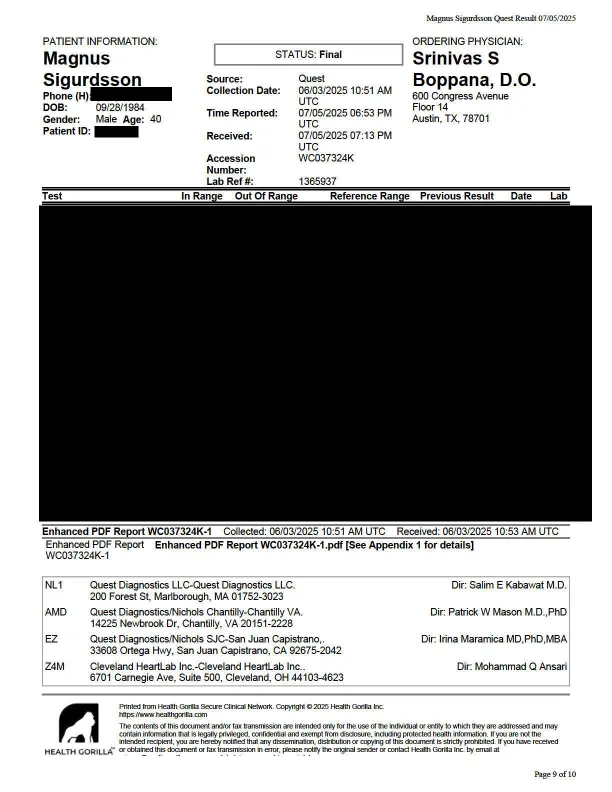 Magnus Sigurdsson Quest Result 07/05/2025
PATIENT INFORMATION:
Magnus
Sigurdsson
Phone (H):
DOB: 09/28/1984
Gender: Male Age: 40
Patient ID:
STATUS: Final
Source: Quest
Collection Date: 06/03/2025 10:51 AM
UTC
Time Reported: 07/05/2025 06:53 PM
UTC
Received: 07/05/2025 07:13 PM
UTC
Accession WC037324K
Number:
Lab Ref #: 1365937
ORDERING PHYSICIAN:
Srinivas S
Boppana, D.O.
600 Congress Avenue
Floor 14
Austin, TX, 78701
Test In Range Out Of Range Reference Range Previous Result Date Lab
Enhanced PDF Report WC037324K-1 Collected: 06/03/2025 10:51 AM UTC Received: 06/03/2025 10:53 AM UTC
Enhanced PDF Report Enhanced PDF Report WC037324K-1.pdf [See Appendix 1 for details]
WC037324K-1
NL1 Quest Diagnostics LLC-Quest Diagnostics LLC. Dir: Salim E Kabawat M.D.
200 Forest St, Marlborough, MA 01752-3023
AMD Quest Diagnostics/Nichols Chantilly-Chantilly VA. Dir: Patrick W Mason M.D.,PhD
14225 Newbrook Dr, Chantilly, VA 20151-2228
EZ Quest Diagnostics/Nichols SJC-San Juan Capistrano,. Dir: Irina Maramica MD,PhD,MBA
33608 Ortega Hwy, San Juan Capistrano, CA 92675-2042
Z4M Cleveland HeartLab Inc.-Cleveland HeartLab Inc.. Dir: Mohammad Q Ansari
6701 Carnegie Ave, Suite 500, Cleveland, OH 44103-4623
HEALTH GORILLA™
Printed from Health Gorilla Secure Clinical Network. Copyright © 2025 Health Gorilla Inc.
https://www.healthgorilla.com
The contents of this document and/or fax transmission are intended only for the use of the individual or entity to which they are addressed and may
contain information that is legally privileged, confidential and exempt from disclosure, including protected health information. If you are not the
intended recipient, you are hereby notified that any dissemination, distribution or copying of this document is strictly prohibited. If you have received
or obtained this document or fax transmission in error, please notify the original sender or contact Health Gorilla Inc. by email at
Page 9 of 10